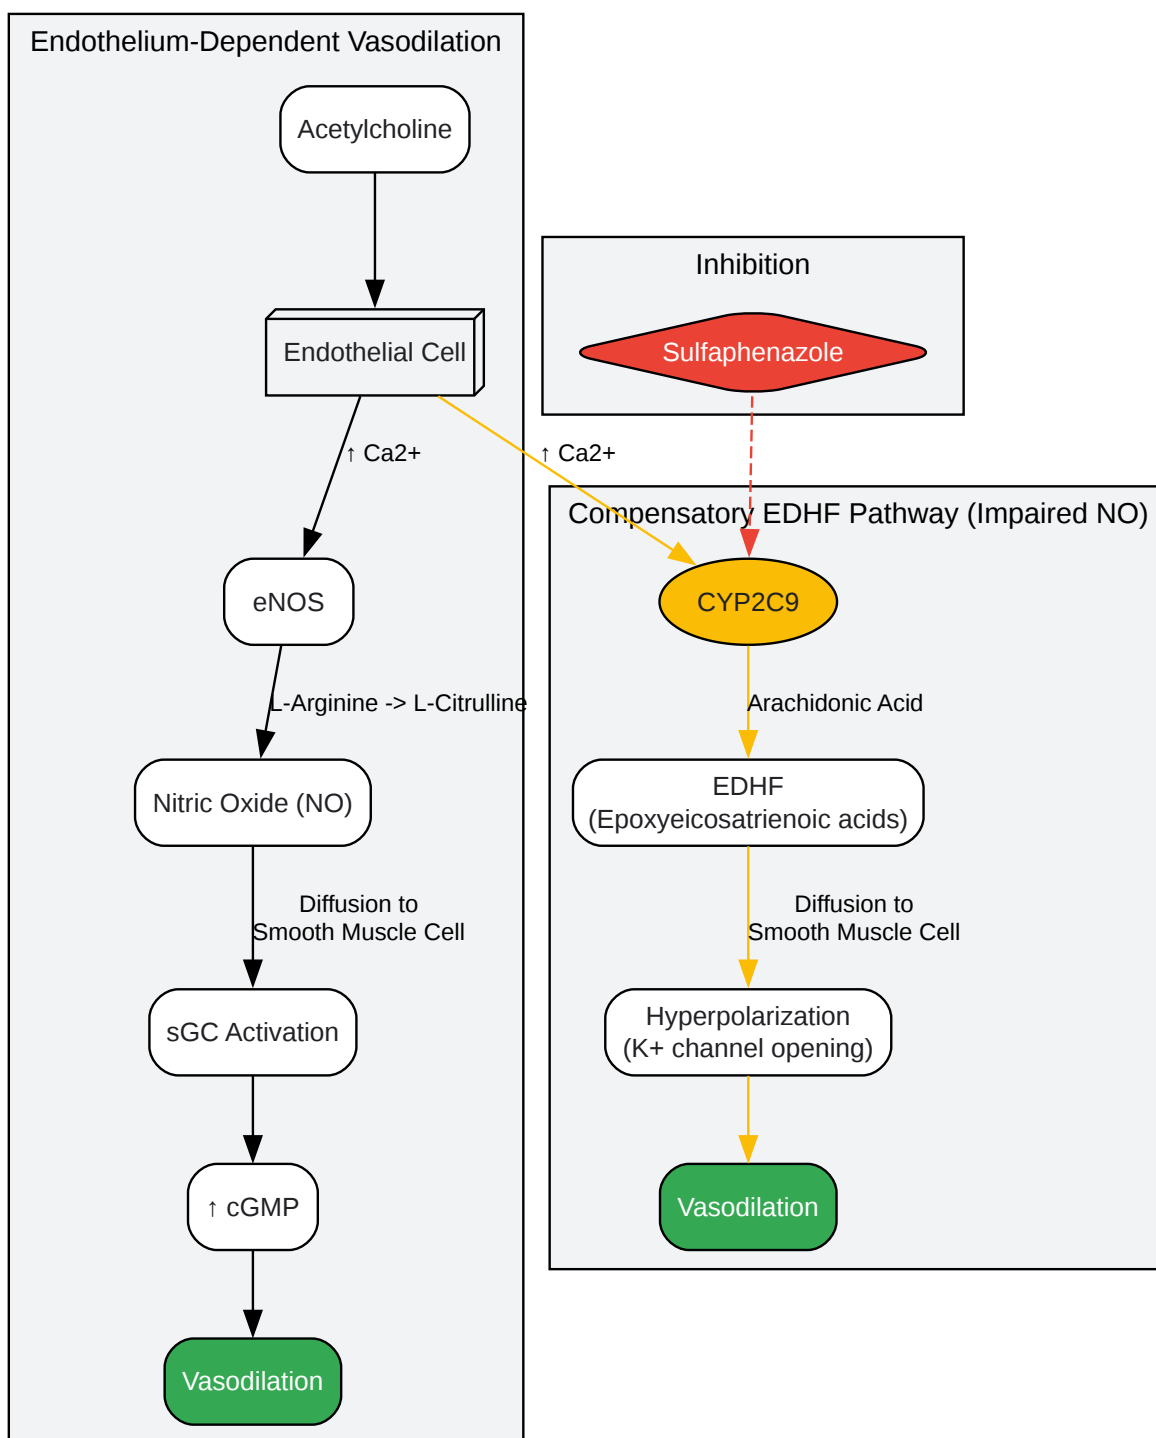 Endothelium-Dependent Vasodilation
Acetylcholine
Endothelial Cell
↑ Ca2+
eNOS
L-Arginine -> L-Citrulline
Nitric Oxide (NO)
Diffusion to
Smooth Muscle Cell
sGC Activation
↑ cGMP
Vasodilation
Inhibition
Sulfaphenazole
↑ Ca2+
Compensatory EDHF Pathway (Impaired NO)
CYP2C9
Arachidonic Acid
EDHF
(Epoxyeicosatrienoic acids)
Diffusion to
Smooth Muscle Cell
Hyperpolarization
(K+ channel opening)
Vasodilation